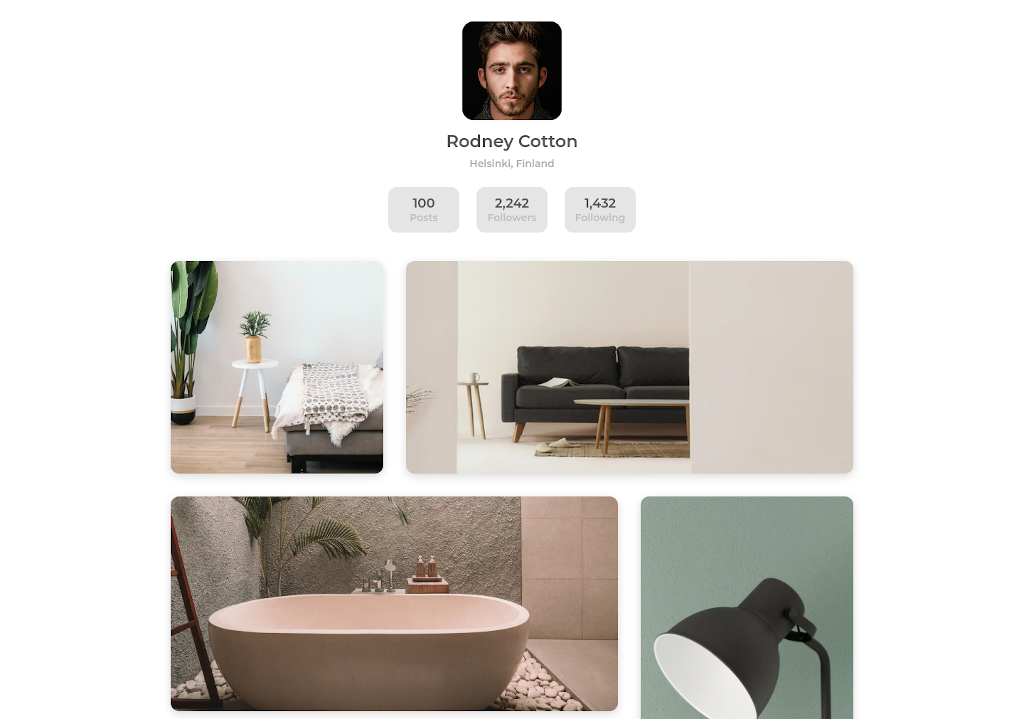 Rodney Cotton
Helsinki, Finland
100
Posts
2,242
Followers
1,432
Following